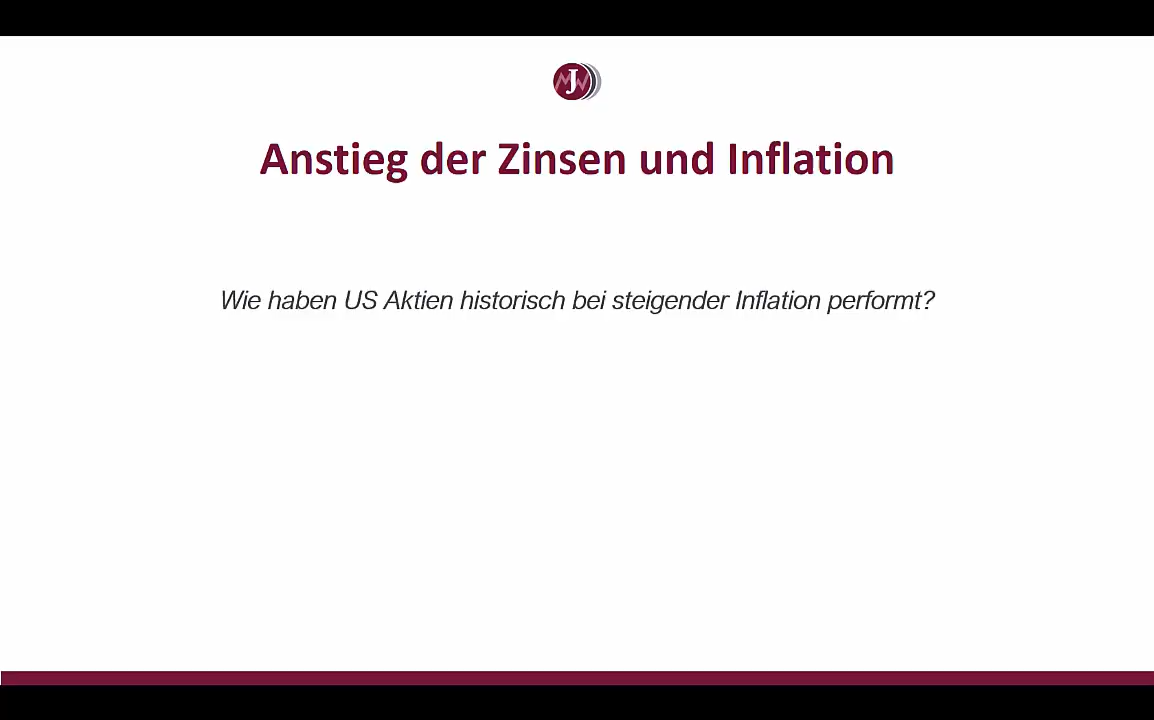 J
Anstieg der Zinsen und Inflation
Wie haben US Aktien historisch bei steigender Inflation performt?